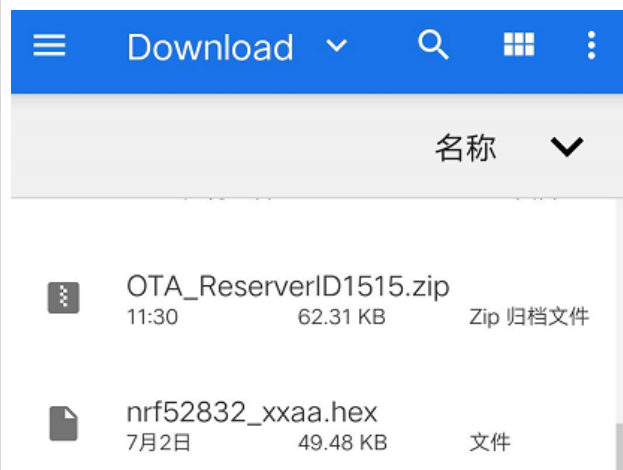 Download
名称
OTA_ReserverID1515.zip
11:30 62.31 KB Zip 归档文件
nrf52832_xxaa.hex
7月2日 49.48 KB 文件